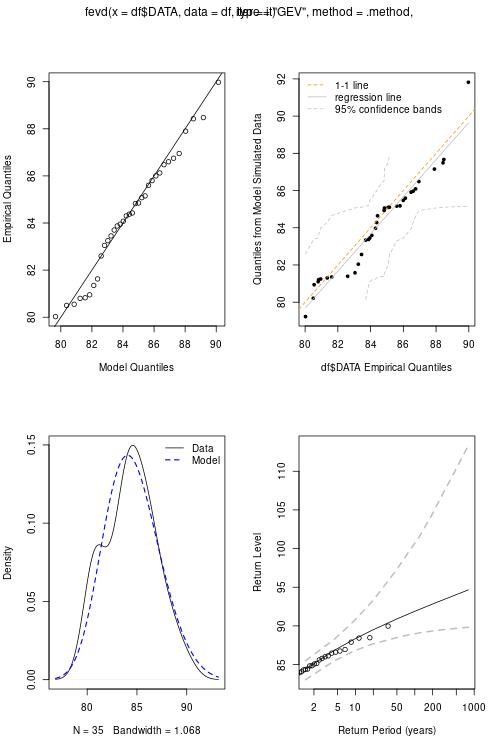 fevd(x = df$DATA, data = df, type = "GEV", method = .method,
90
88
86
84
82
80
Empirical Quantiles
80 82 84 86 88 90
Model Quantiles
92
90
88
86
84
82
80
Quantiles from Model Simulated Data
1-1 line
regression line
95% confidence bands
80 82 84 86 88 90
df$DATA Empirical Quantiles
0.15
0.10
0.05
0.00
Density
Data
Model
80 85 90
N = 35 Bandwidth = 1.068
110
105
100
95
90
85
Return Level
2 5 10 50 200 1000
Return Period (years)